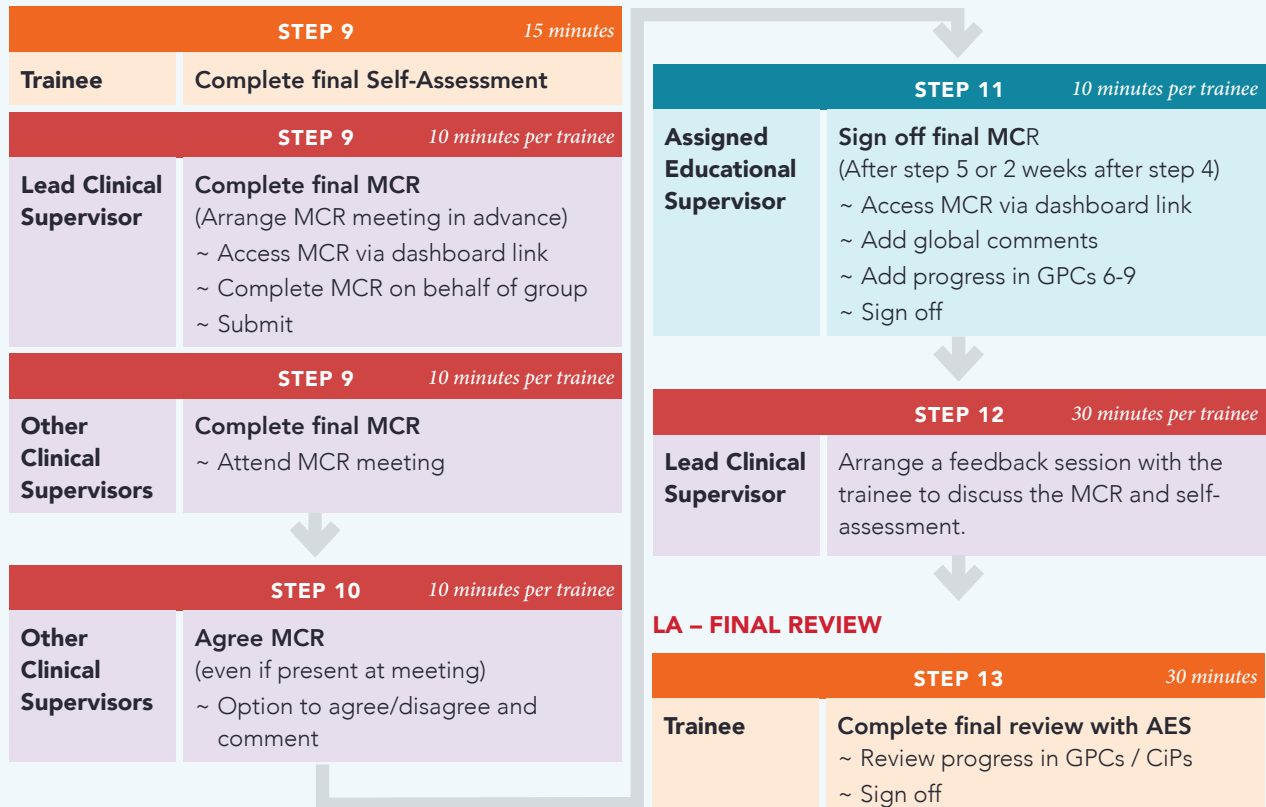 STEP 9 15 minutes
Trainee Complete final Self-Assessment
STEP 9 10 minutes per trainee
Lead Clinical Supervisor
Complete final MCR
(Arrange MCR meeting in advance)
~ Access MCR via dashboard link
~ Complete MCR on behalf of group
~ Submit
STEP 9 10 minutes per trainee
Other
Clinical
Supervisors
Complete final MCR
~ Attend MCR meeting
STEP 10 10 minutes per trainee
Other
Clinical
Supervisors
Agree MCR
(even if present at meeting)
~ Option to agree/disagree and
comment
STEP 11 10 minutes per trainee
Assigned
Educational
Supervisor
Sign off final MCR
(After step 5 or 2 weeks after step 4)
~ Access MCR via dashboard link
~ Add global comments
~ Add progress in GPCs 6-9
~ Sign off
STEP 12 30 minutes per trainee
Lead Clinical
Supervisor
Arrange a feedback session with the
trainee to discuss the MCR and self-
assessment.
LA – FINAL REVIEW
STEP 13 30 minutes
Trainee
Complete final review with AES
~ Review progress in GPCs / CiPs
~ Sign off